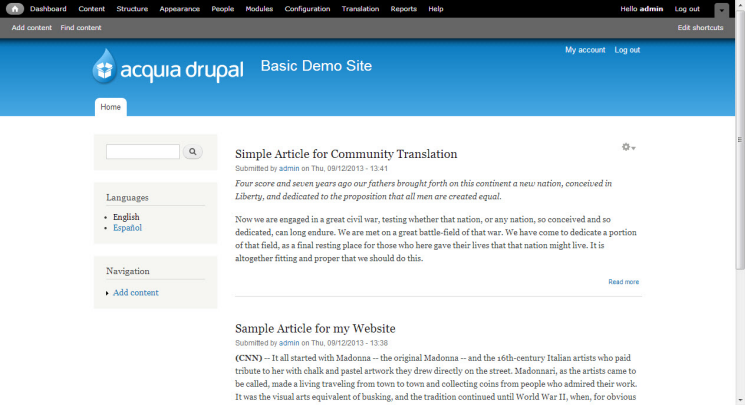 Dashboard Content Structure Appearance People Modules Configuration Translation Reports Help Hello admin Log out
Add content Find content Edit shortcuts
My account Log out
acquia drupal Basic Demo Site
Home
Simple Article for Community Translation
Submitted by admin on Thu, 09/12/2013 - 13:41
Four score and seven years ago our fathers brought forth on this continent a new nation, conceived in
Liberty, and dedicated to the proposition that all men are created equal.
Languages
English
Español
Now we are engaged in a great civil war, testing whether that nation, or any nation, so conceived and so
dedicated, can long endure. We are met on a great battle-field of that war. We have come to dedicate a portion
of that field, as a final resting place for those who here gave their lives that that nation might live. It is
altogether fitting and proper that we should do this.
Navigation
Add content
Read more
Sample Article for my Website
Submitted by admin on Thu, 09/12/2013 - 13:38
(CNN) -- It all started with Madonna -- the original Madonna -- and the 16th-century Italian artists who paid
tribute to her with chalk and pastel artwork they drew directly on the street. Madonnari, as the artists came to
be called, made a living traveling from town to town and collecting coins from people who admired their work.
It was the visual arts equivalent of busking, and the tradition continued until World War II, when, for obvious